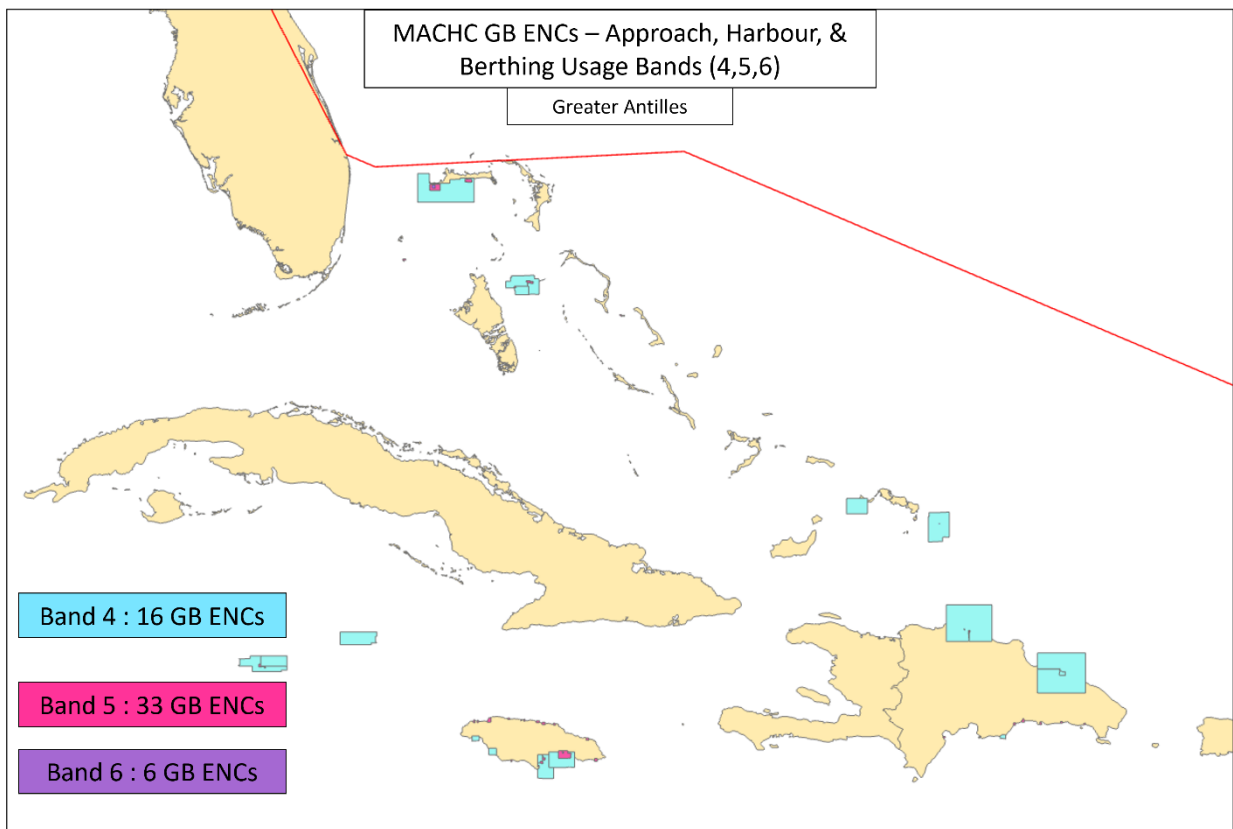 MACHC GB ENCs – Approach, Harbour, &
Berthing Usage Bands (4,5,6)
Greater Antilles
Band 4 : 16 GB ENCs
Band 5 : 33 GB ENCs
Band 6 : 6 GB ENCs